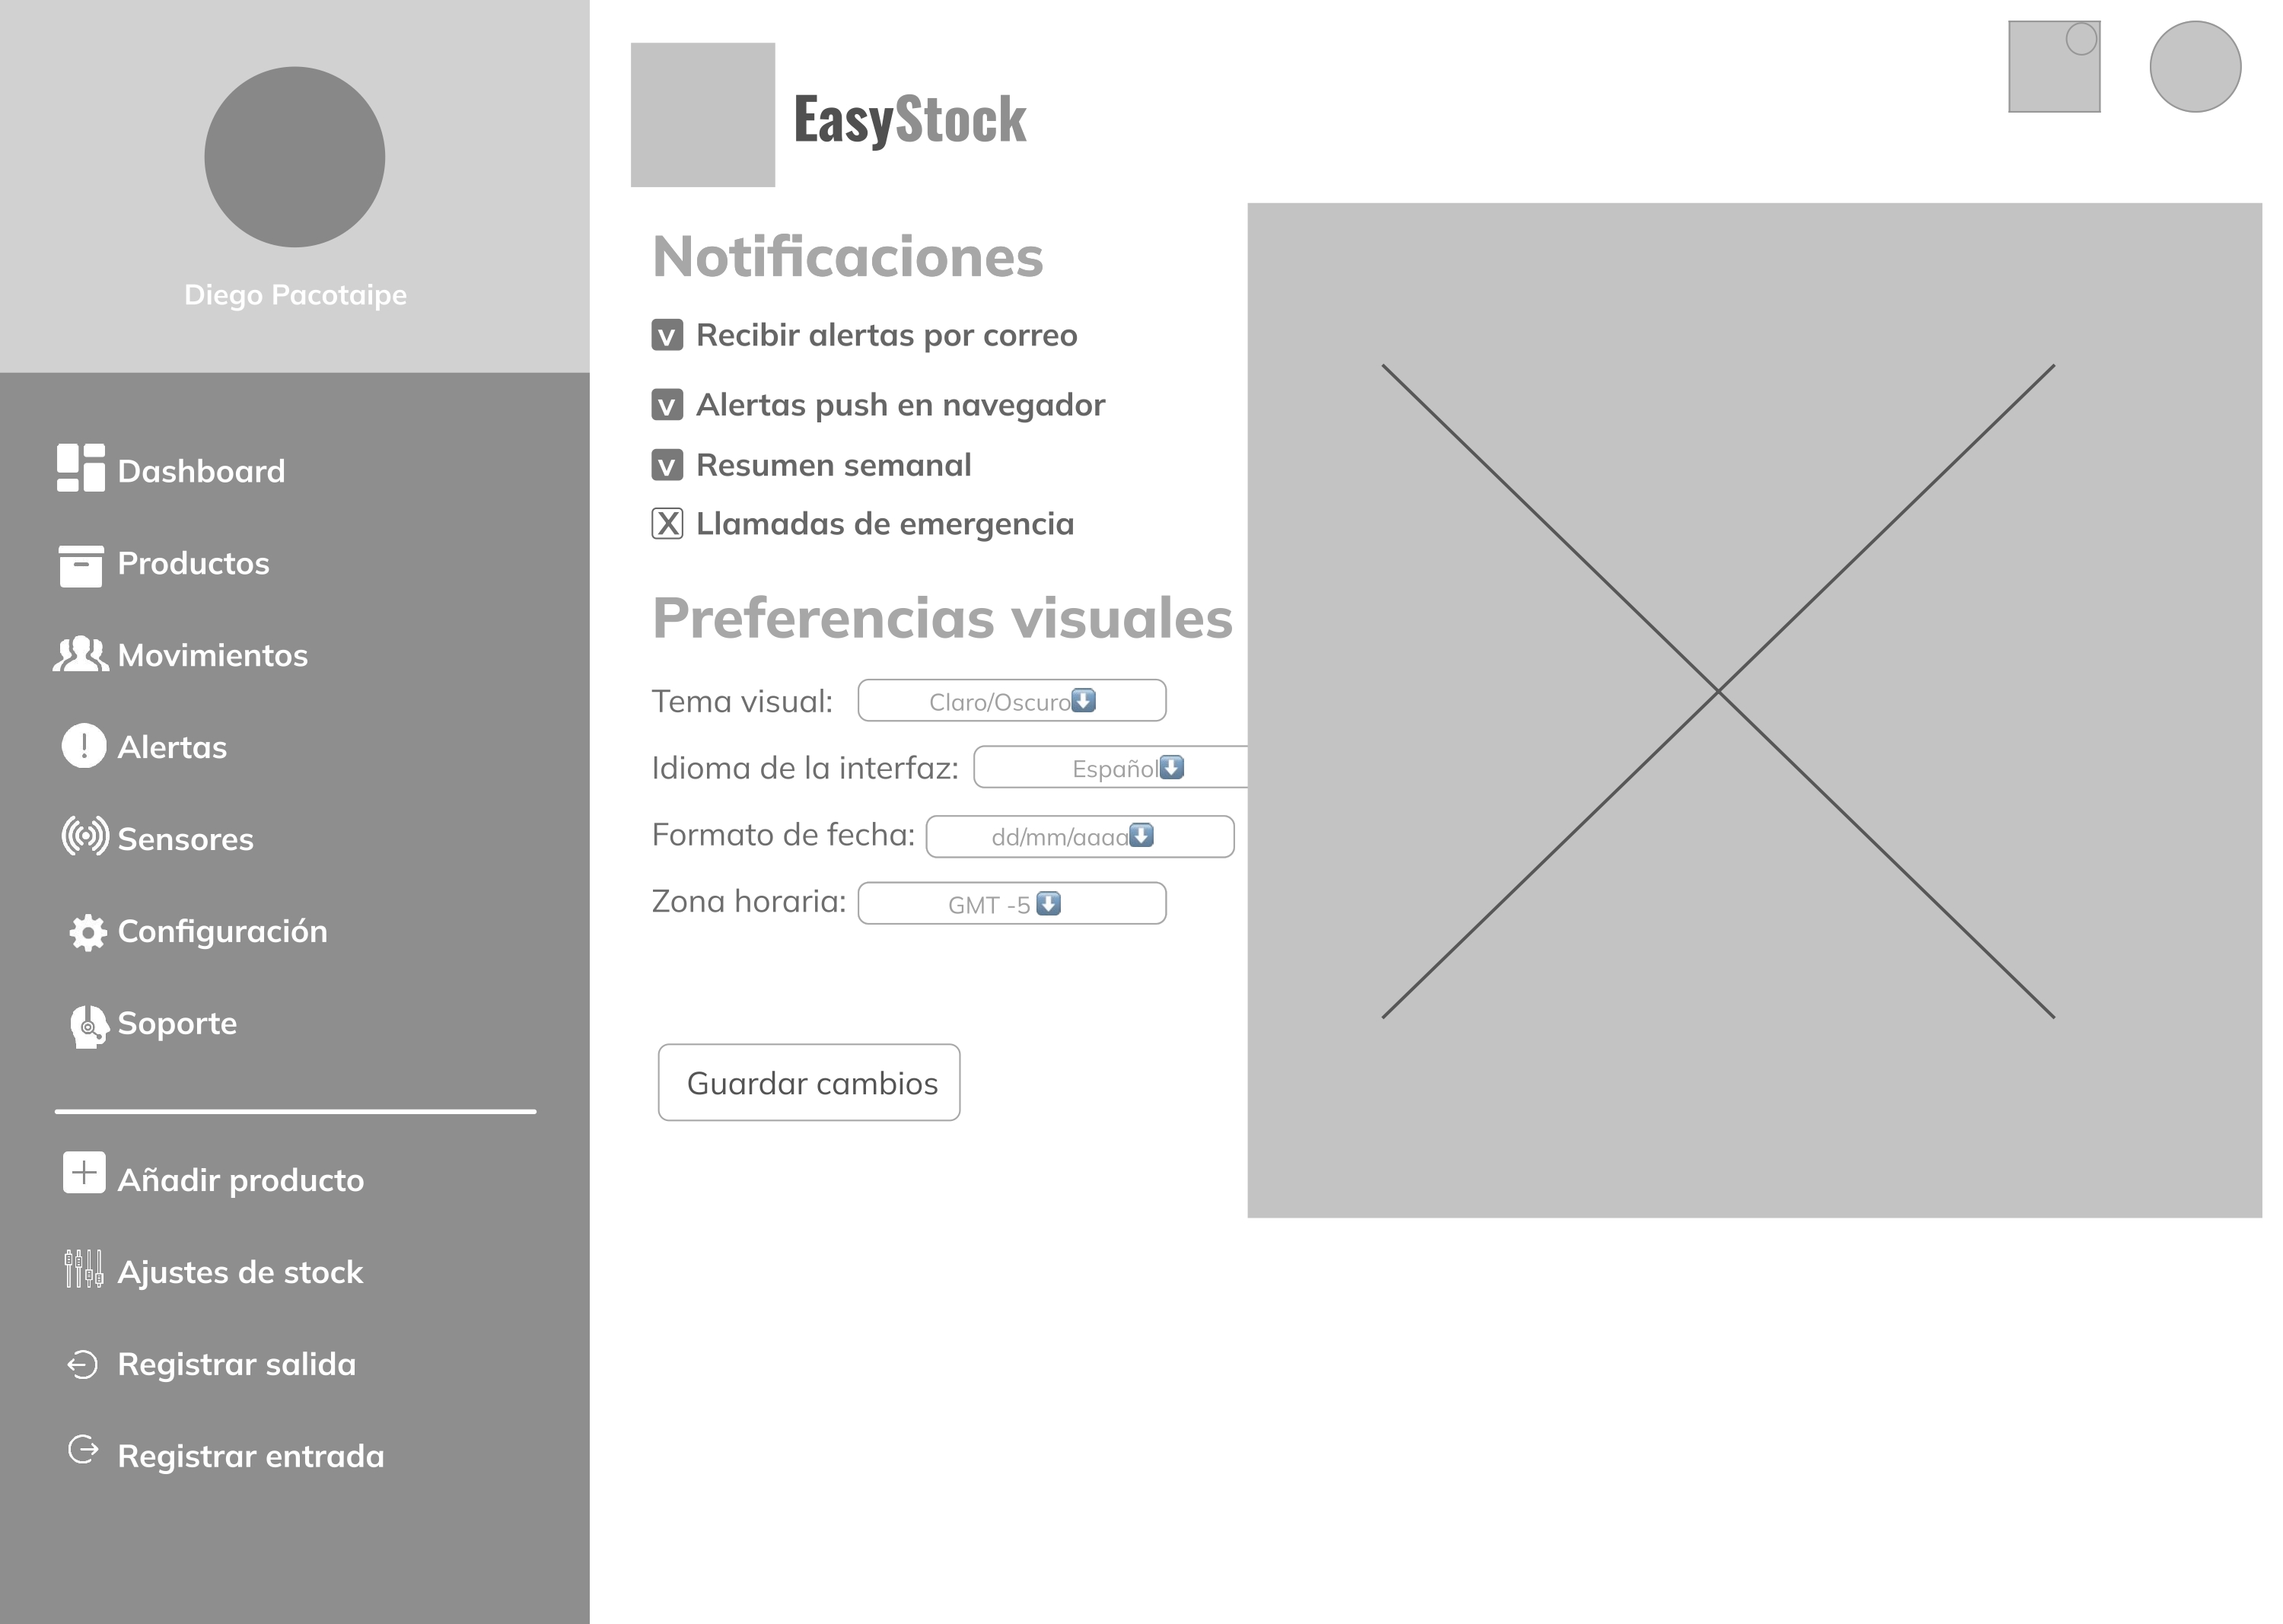 Diego Pacotaipe
Dashboard
Productos
Movimientos
Alertas
Sensores
Configuración
Soporte
Añadir producto
Ajustes de stock
Registrar salida
Registrar entrada
EasyStock
Notificaciones
v Recibir alertas por correo
v Alertas push en navegador
v Resumen semanal
X Llamadas de emergencia
Preferencias visuales
Tema visual: Claro/Oscuro⬇️
Idioma de la interfaz: Español⬇️
Formato de fecha: dd/mm/aaaa⬇️
Zona horaria: GMT -5 ⬇️
Guardar cambios